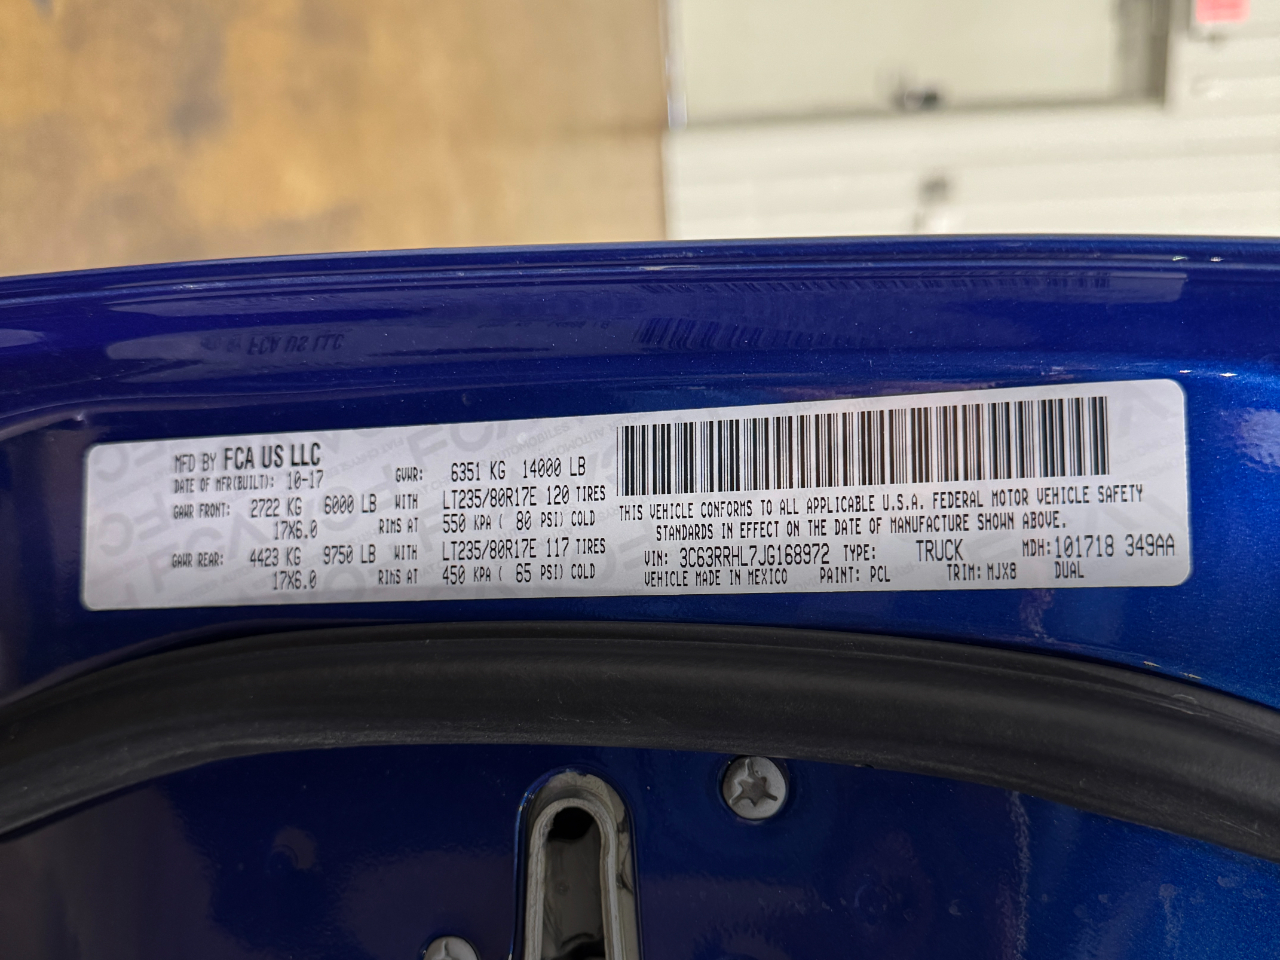 MFD BY FCA US LLC
DATE OF MFR(BUILT): 10-17 GVWR: 6351 KG 14000 LB
GAWR FRONT: 2722 KG 6000 LB WITH LT235/80R17E 120 TIRES
17X6.0 RIMS AT 550 KPA ( 80 PSI) COLD
GAWR REAR: 4423 KG 9750 LB WITH LT235/80R17E 117 TIRES
17X6.0 RIMS AT 450 KPA ( 65 PSI) COLD
THIS VEHICLE CONFORMS TO ALL APPLICABLE U.S.A. FEDERAL MOTOR VEHICLE SAFETY
STANDARDS IN EFFECT ON THE DATE OF MANUFACTURE SHOWN ABOVE.
VIN: 3C63RRHL7JG168972 TYPE: TRUCK MDH: 101718 349AA
VEHICLE MADE IN MEXICO PAINT: PCL TRIM: MJX8 DUAL